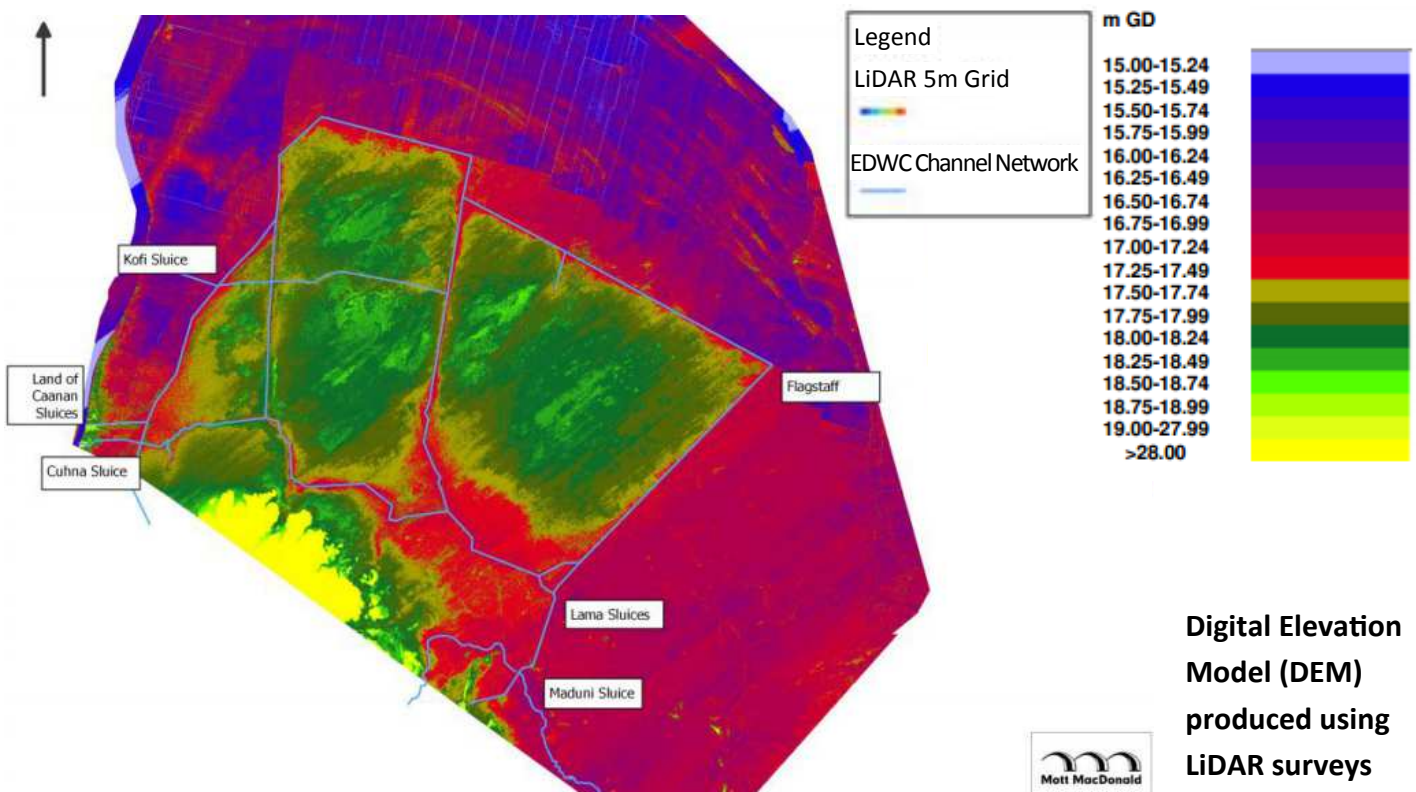 Legend
LiDAR 5m Grid
EDWC Channel Network
m GD
15.00-15.24
15.25-15.49
15.50-15.74
15.75-15.99
16.00-16.24
16.25-16.49
16.50-16.74
16.75-16.99
17.00-17.24
17.25-17.49
17.50-17.74
17.75-17.99
18.00-18.24
18.25-18.49
18.50-18.74
18.75-18.99
19.00-27.99
>28.00
Kofi Sluice
Land of
Caanan
Sluices
Flagstaff
Cuhna Sluice
Lama Sluices
Maduni Sluice
Digital Elevation
Model (DEM)
produced using
LiDAR surveys
Mott MacDonald